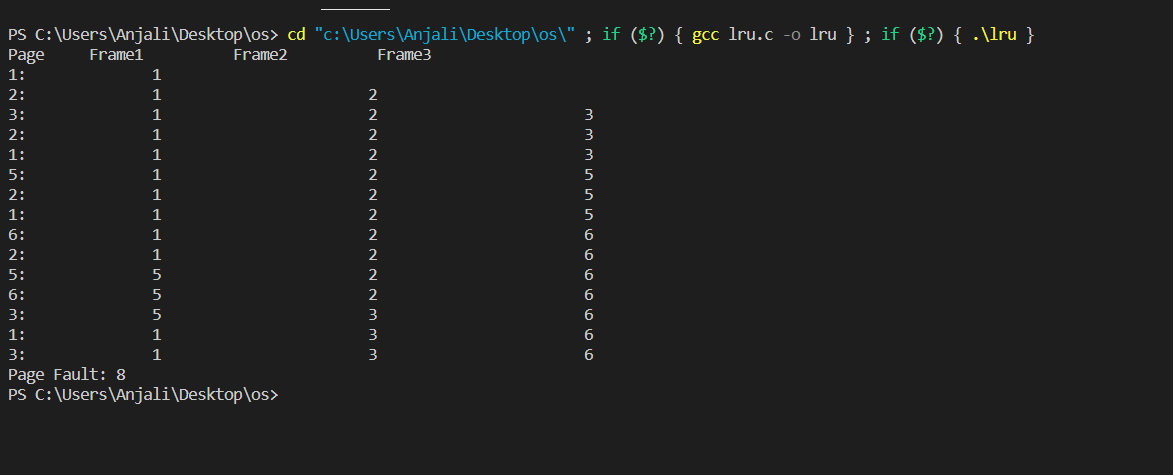 PS C:\Users\Anjali\Desktop\os> cd "c:\Users\Anjali\Desktop\os\" ; if ($?) { gcc lru.c -o lru } ; if ($?) { .\lru }
Page Frame1 Frame2 Frame3
1: 1
2: 1 2
3: 1 2 3
2: 1 2 3
1: 1 2 3
5: 1 2 5
2: 1 2 5
1: 1 2 5
6: 1 2 6
2: 1 2 6
5: 5 2 6
6: 5 2 6
3: 5 3 6
1: 1 3 6
3: 1 3 6
Page Fault: 8
PS C:\Users\Anjali\Desktop\os>